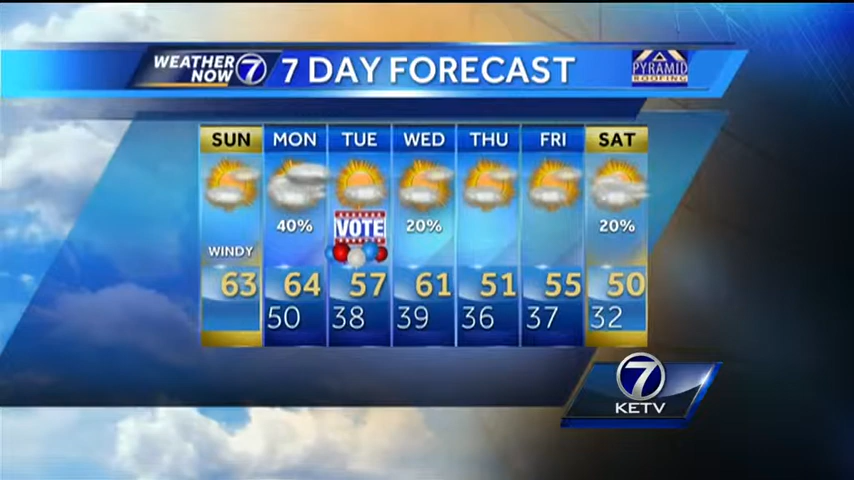 WEATHER NOW 7
7 DAY FORECAST
PYRAMID
ROOFING
SUN MON TUE WED THU FRI SAT
40% 20% 20%
VOTE
WINDY
63 64 57 61 51 55 50
50 38 39 36 37 32
7
KETV